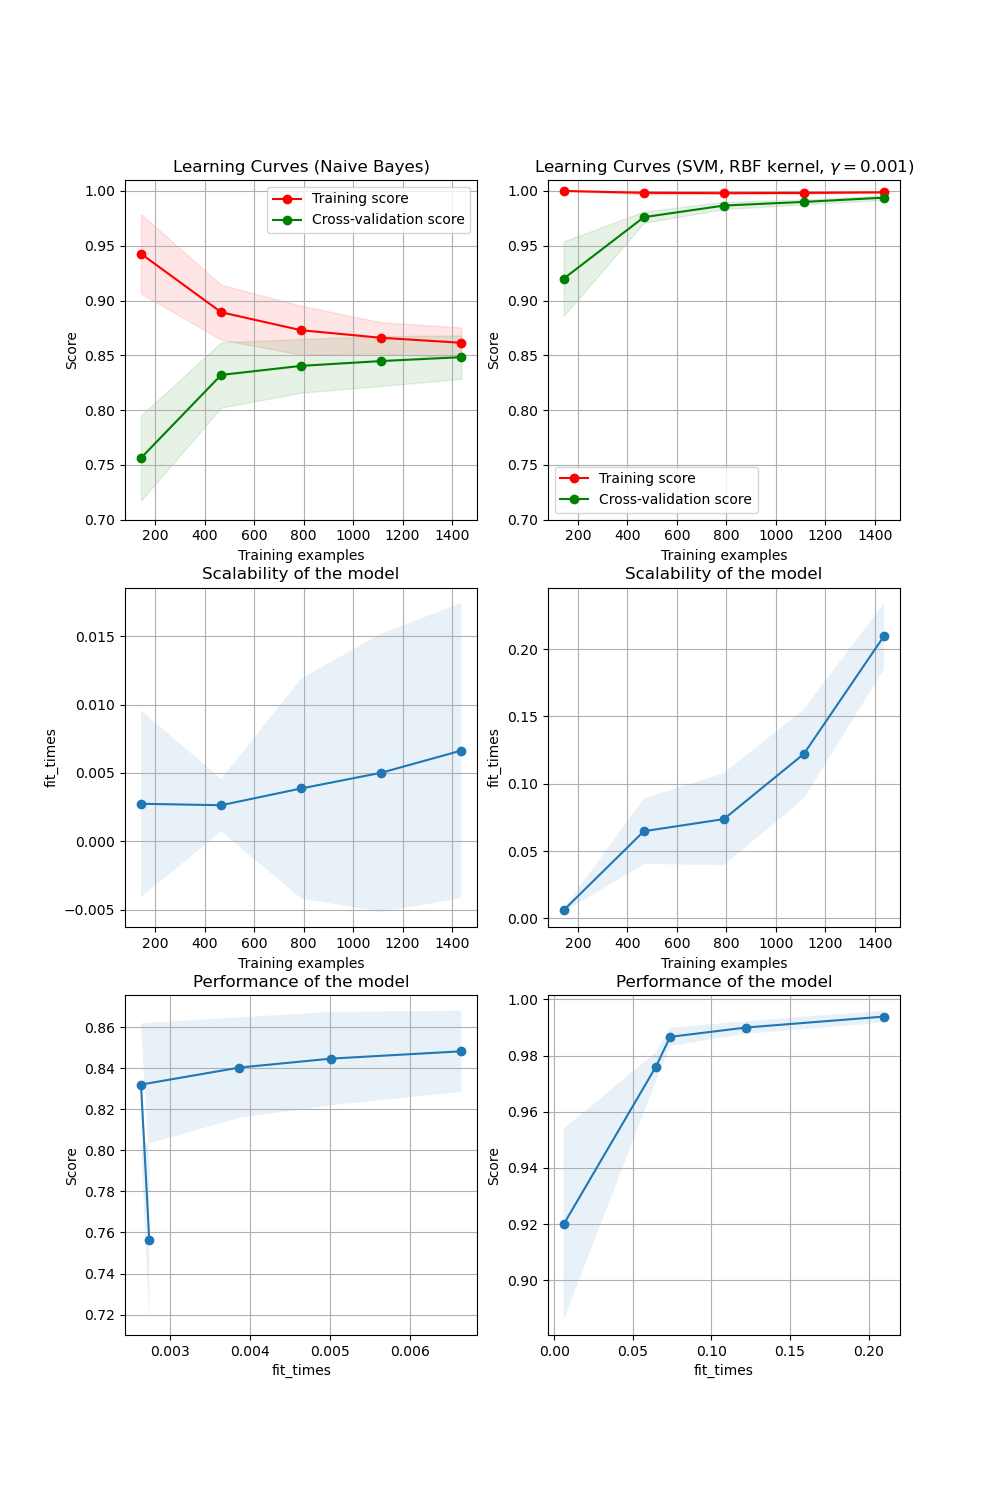 Learning Curves (Naive Bayes)
1.00
0.95
0.90
0.85
0.80
0.75
0.70
Score
Training score
Cross-validation score
200 400 600 800 1000 1200 1400
Training examples
Learning Curves (SVM, RBF kernel, γ = 0.001)
1.00
0.95
0.90
0.85
0.80
0.75
0.70
Score
Training score
Cross-validation score
200 400 600 800 1000 1200 1400
Training examples
Scalability of the model
0.015
0.010
0.005
0.000
−0.005
fit_times
200 400 600 800 1000 1200 1400
Training examples
Scalability of the model
0.20
0.15
0.10
0.05
0.00
fit_times
200 400 600 800 1000 1200 1400
Training examples
Performance of the model
0.86
0.84
0.82
0.80
0.78
0.76
0.74
0.72
Score
0.003 0.004 0.005 0.006
fit_times
Performance of the model
1.00
0.98
0.96
0.94
0.92
0.90
Score
0.00 0.05 0.10 0.15 0.20
fit_times